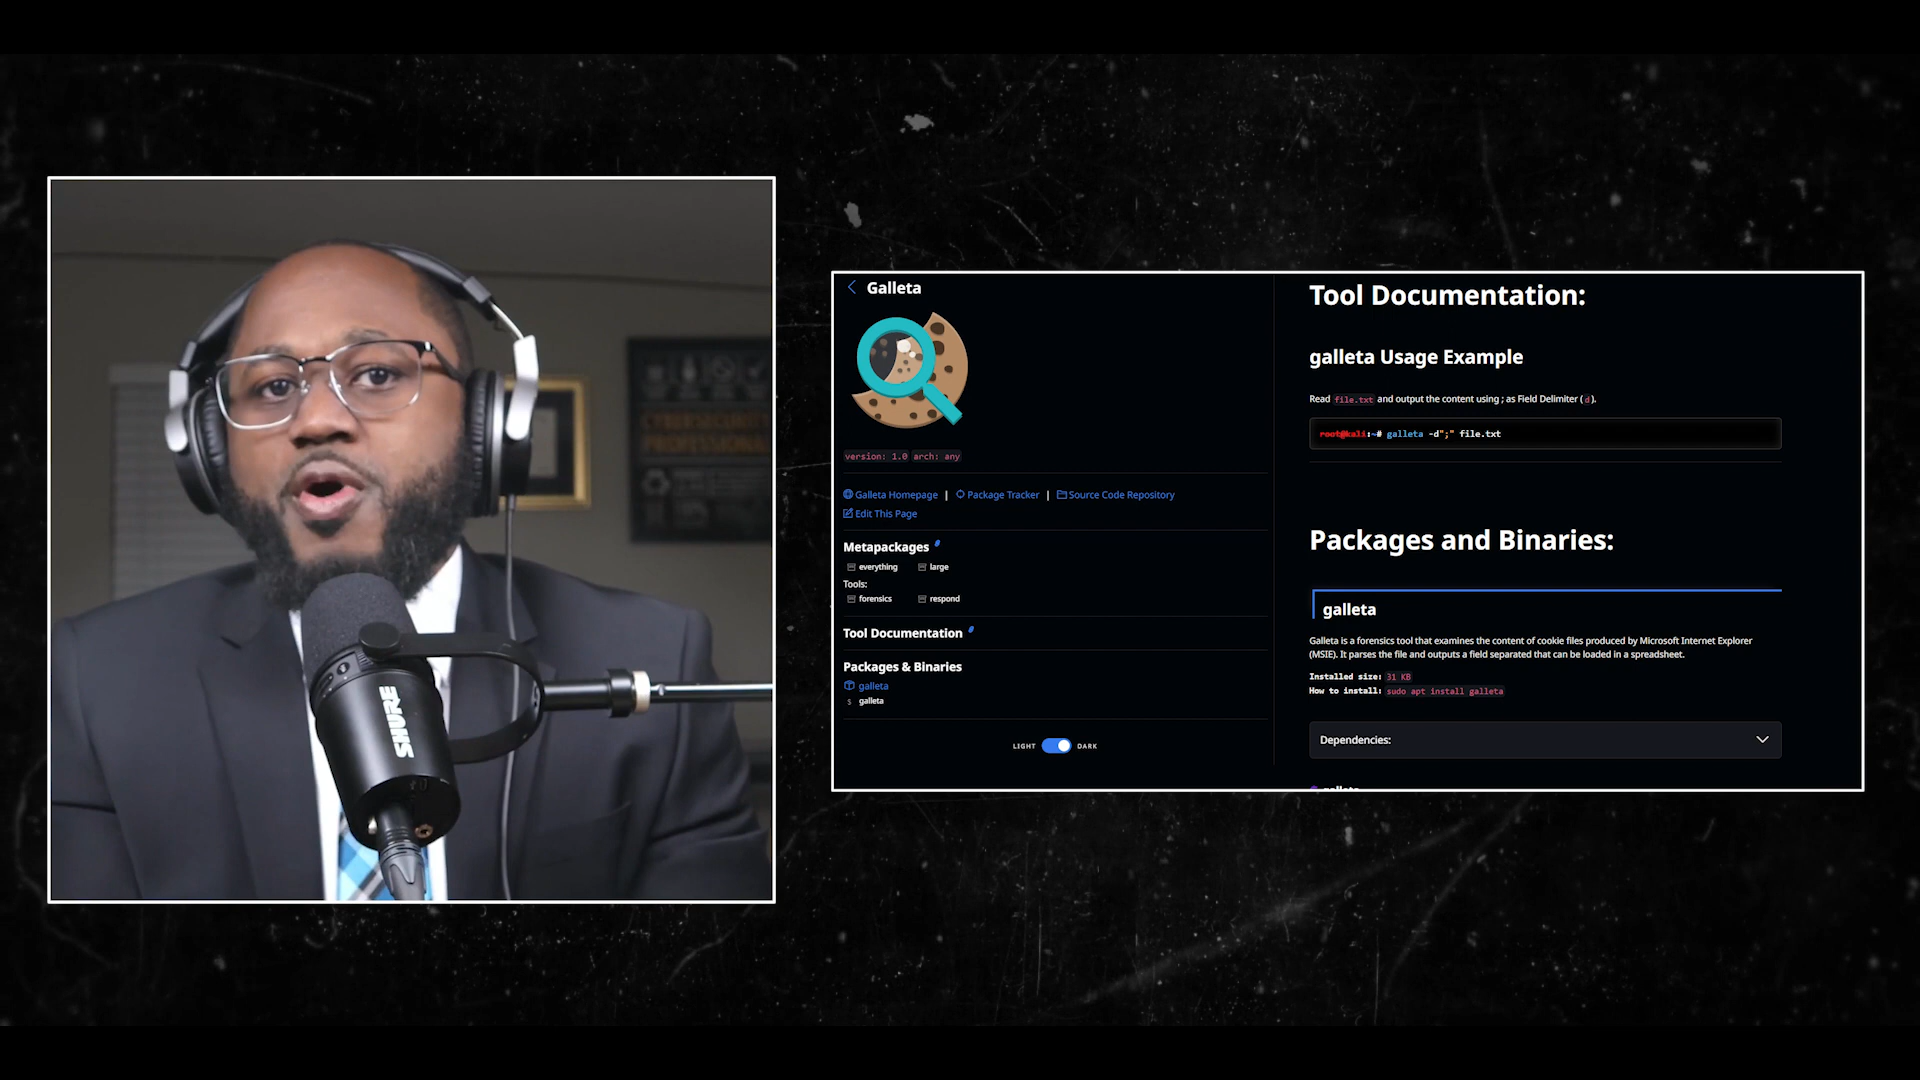 CYBERSECURITY
PROFESSIONAL
SHURE
Galleta
version: 1.0 arch: any
Galleta Homepage | Package Tracker | Source Code Repository
Edit This Page
Metapackages
everything large
Tools:
forensics respond
Tool Documentation
Packages & Binaries
galleta
$ galleta
LIGHT DARK
Tool Documentation:
galleta Usage Example
Read file.txt and output the content using ; as Field Delimiter (d).
root@kali:~# galleta -d";" file.txt
Packages and Binaries:
galleta
Galleta is a forensics tool that examines the content of cookie files produced by Microsoft Internet Explorer
(MSIE). It parses the file and outputs a field separated that can be loaded in a spreadsheet.
Installed size: 31 KB
How to install: sudo apt install galleta
Dependencies: